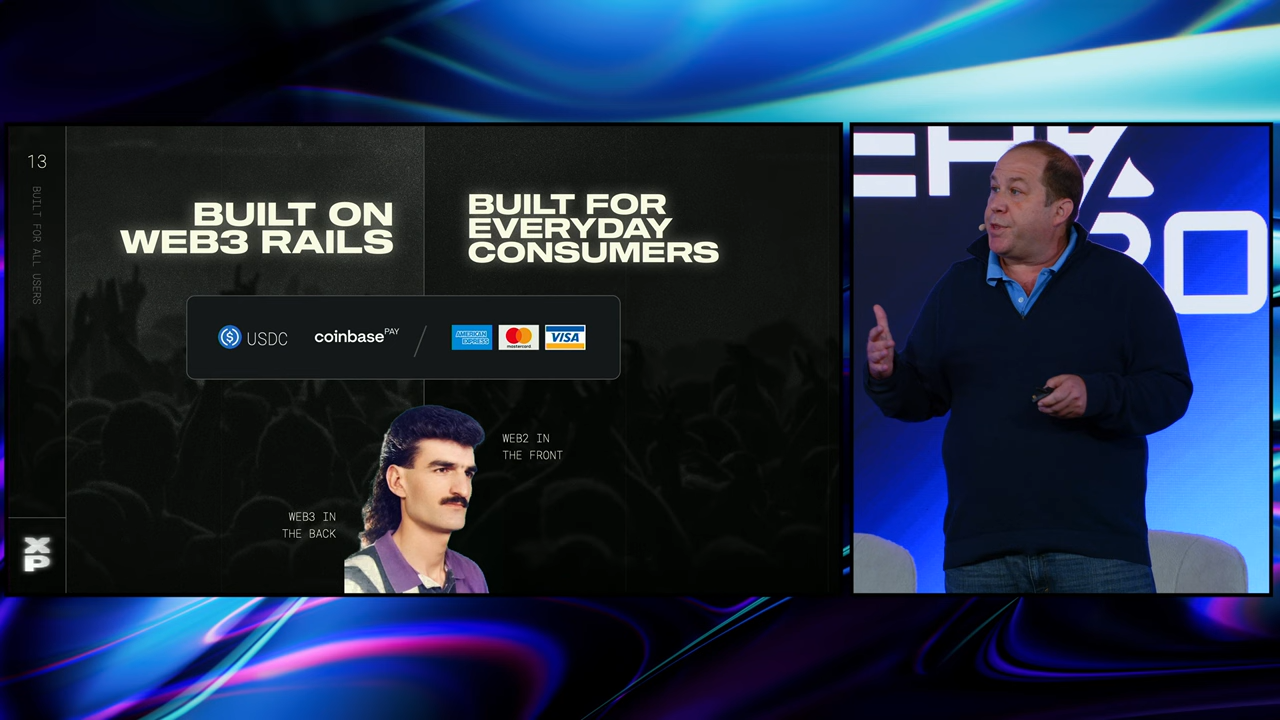 13
BUILT FOR ALL USERS
BUILT ON
WEB3 RAILS
BUILT FOR
EVERYDAY
CONSUMERS
USDC
coinbase PAY
AMERICAN
EXPRESS
mastercard
VISA
WEB2 IN
THE FRONT
WEB3 IN
THE BACK
XP